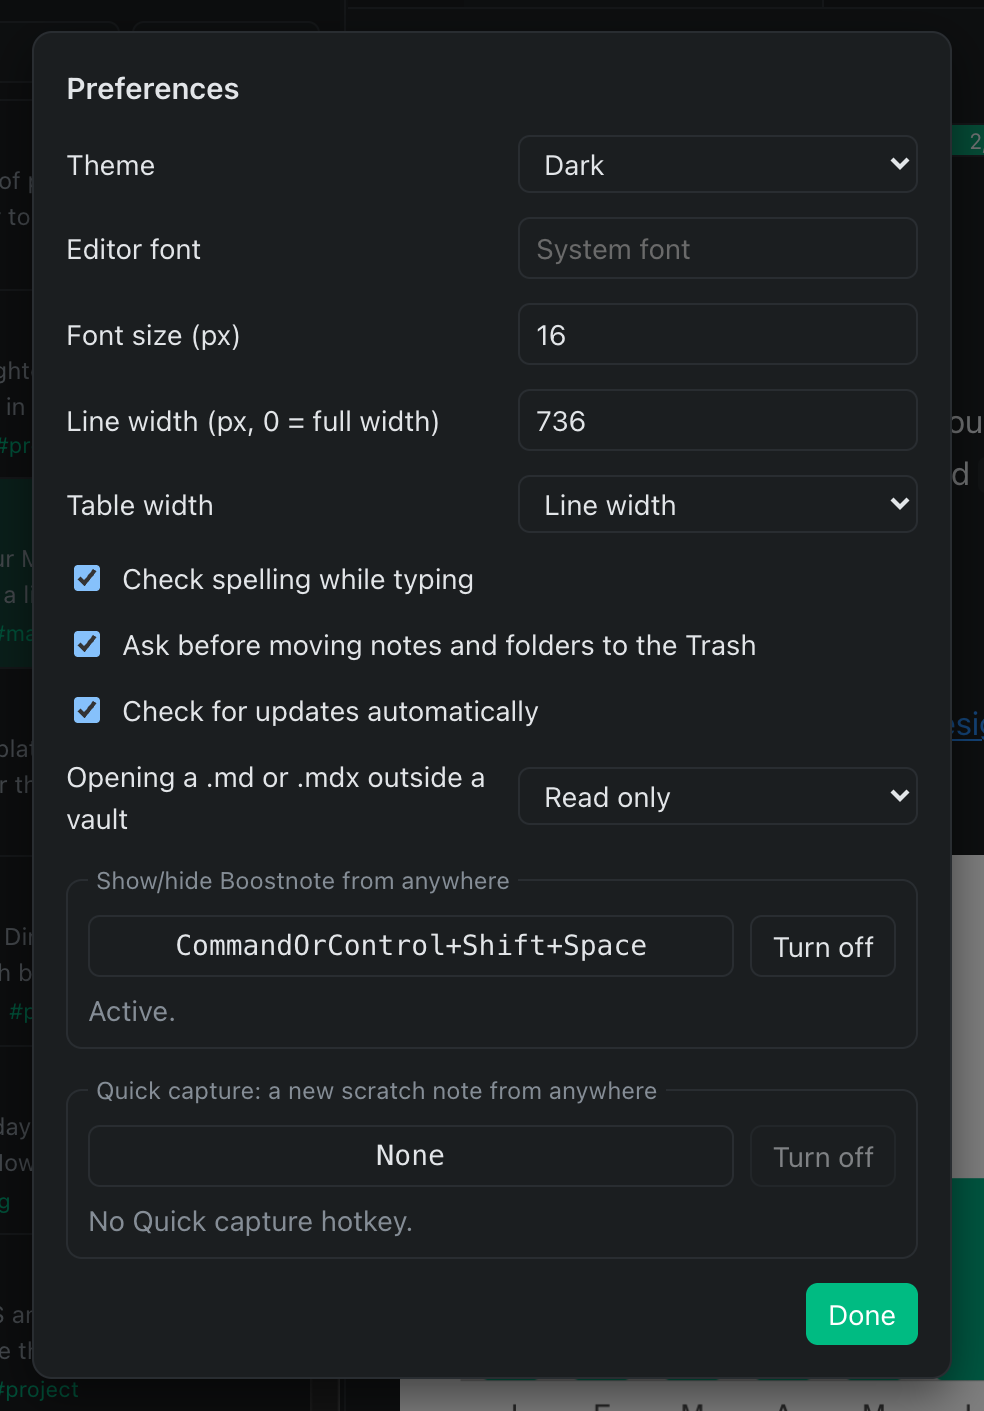 Preferences
Theme
Dark
Editor font
System font
Font size (px)
16
Line width (px, 0 = full width)
736
Table width
Line width
Check spelling while typing
Ask before moving notes and folders to the Trash
Check for updates automatically
Opening a .md or .mdx outside a
vault
Read only
Show/hide Boostnote from anywhere
CommandOrControl+Shift+Space
Turn off
Active.
Quick capture: a new scratch note from anywhere
None
Turn off
No Quick capture hotkey.
Done
#project